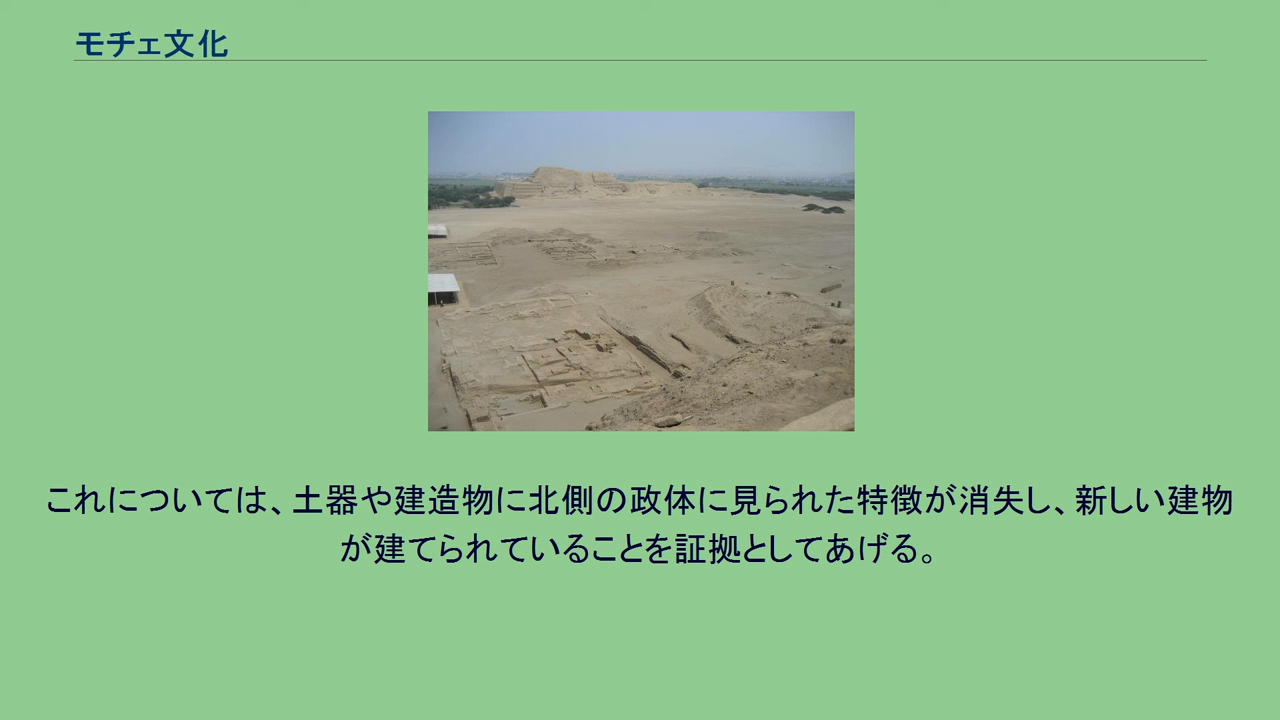 モチェ文化
これについては、土器や建造物に北側の政体に見られた特徴が消失し、新しい建物
が建てられていることを証拠としてあげる。